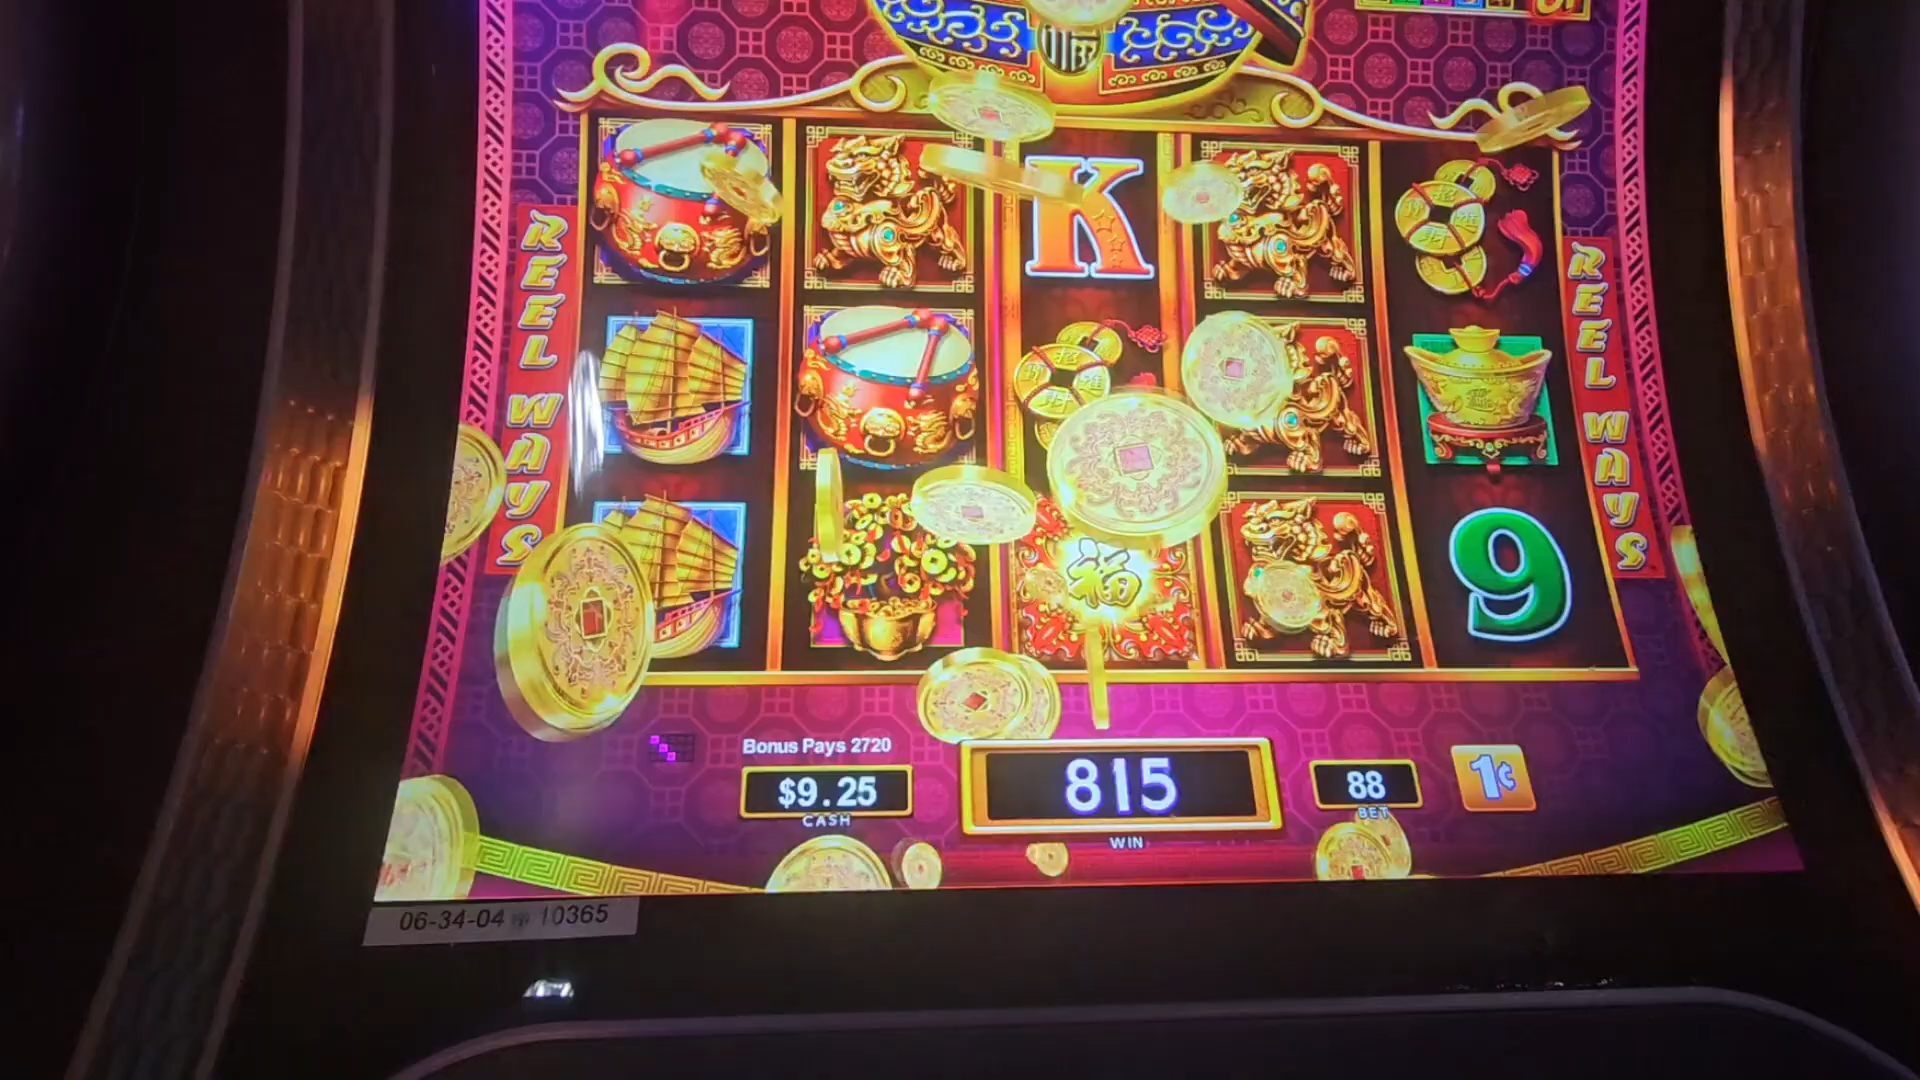 REEL WAYS
K
REEL WAYS
福
9
Bonus Pays 2720
$9.25
CASH
815
WIN
88
BET
1¢
06-34-04 10365